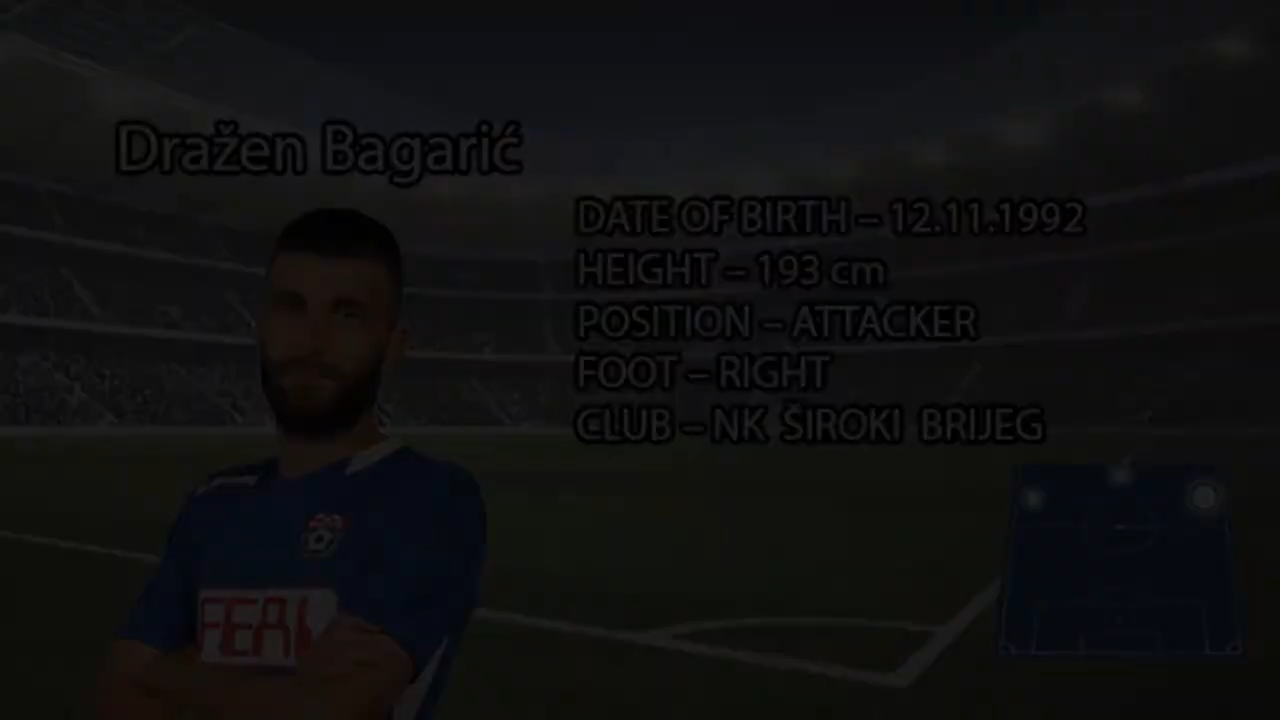 Dražen Bagarić
DATE OF BIRTH – 12.11.1992
HEIGHT – 193 cm
POSITION – ATTACKER
FOOT – RIGHT
CLUB – NK ŠIROKI BRIJEG
FEAL